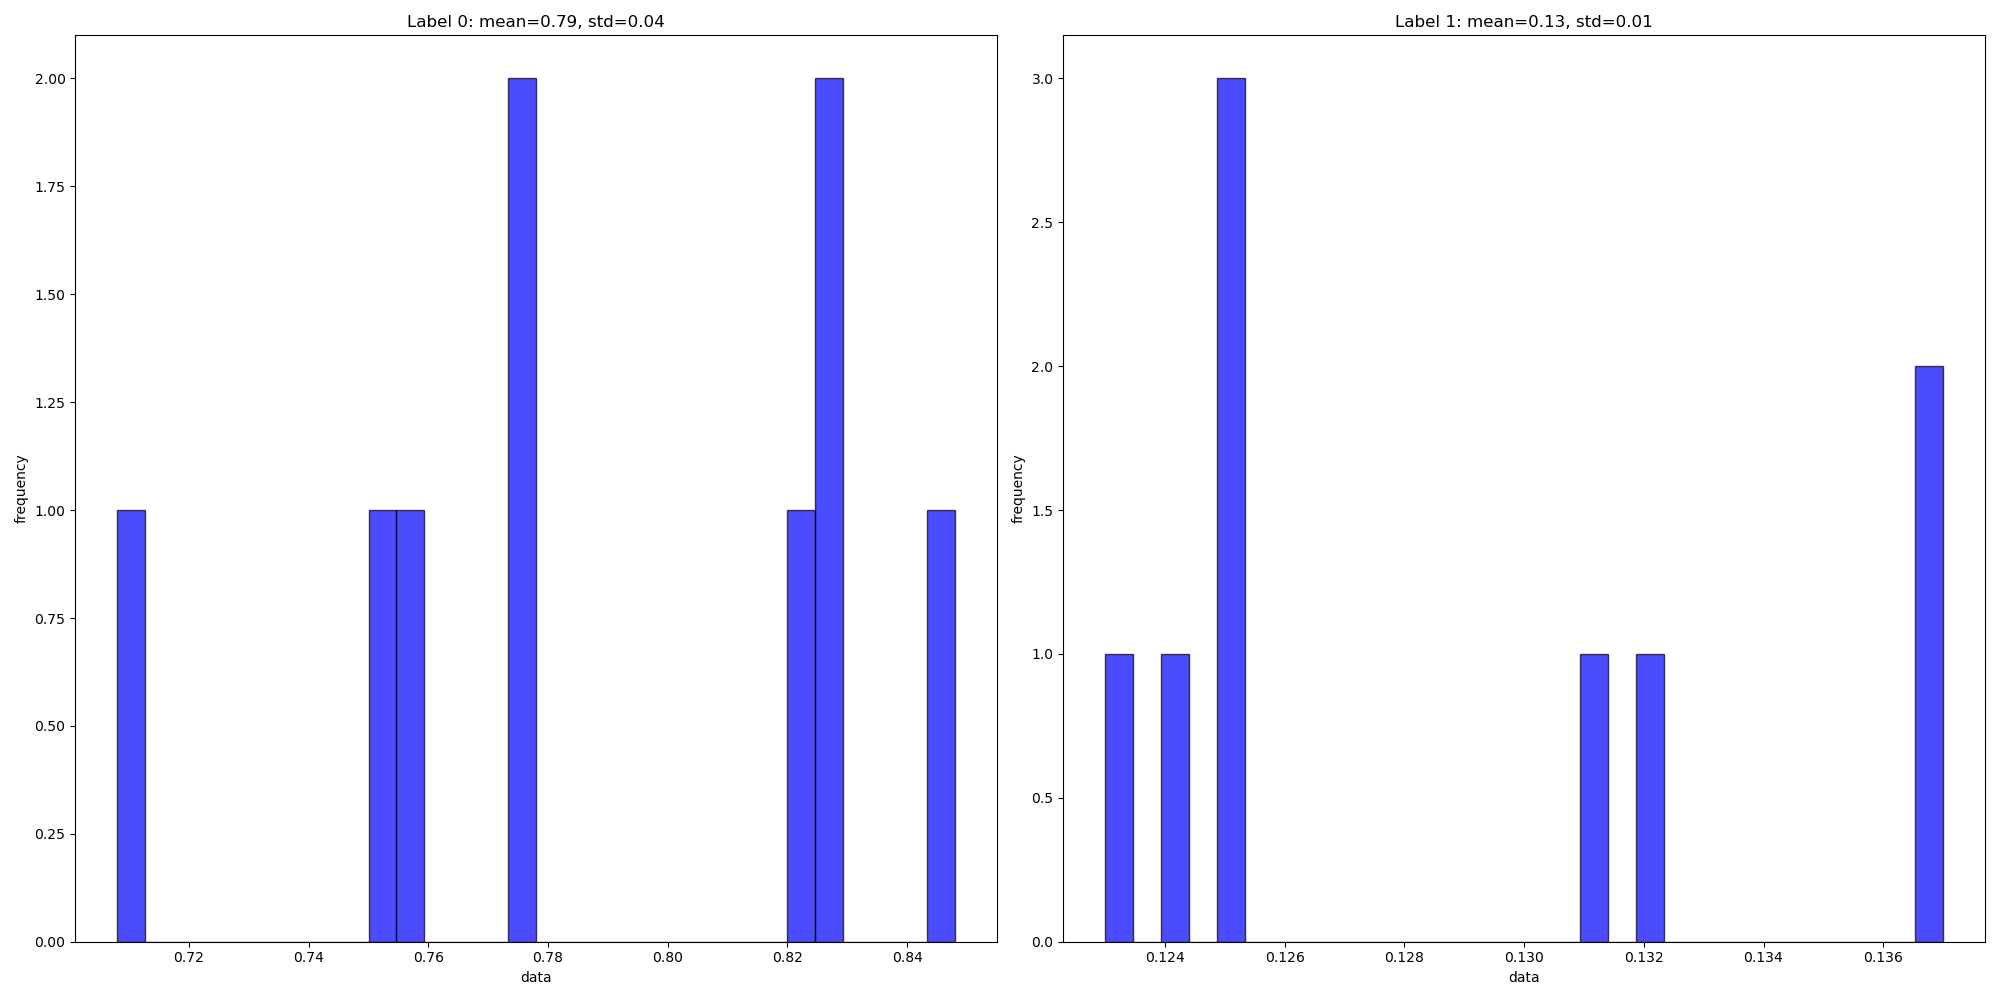 Label 0: mean=0.79, std=0.04
2.00
1.75
1.50
1.25
1.00
0.75
0.50
0.25
0.00
frequency
0.72 0.74 0.76 0.78 0.80 0.82 0.84
data
Label 1: mean=0.13, std=0.01
3.0
2.5
2.0
1.5
1.0
0.5
0.0
frequency
0.124 0.126 0.128 0.130 0.132 0.134 0.136
data